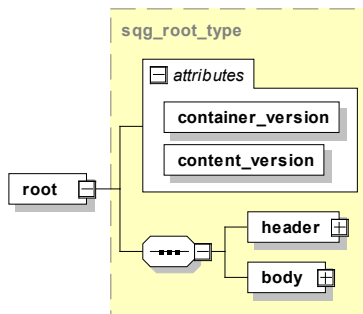 sqg_root_type
attributes
container_version
content_version
root
header
body